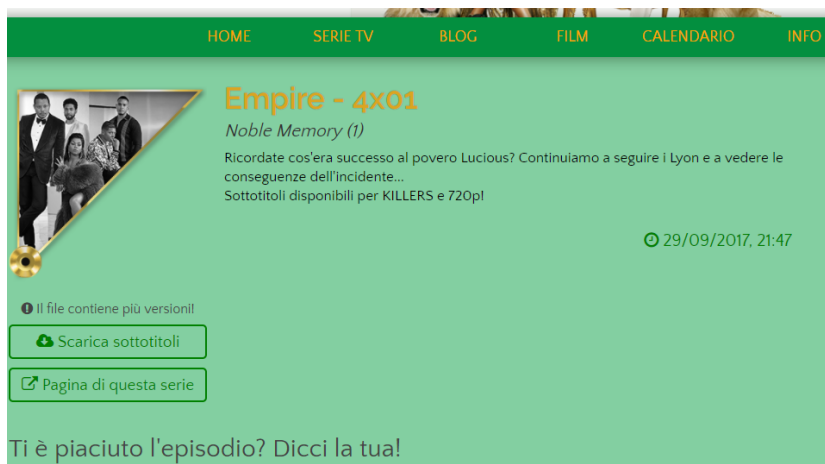 HOME SERIE TV BLOG FILM CALENDARIO INFO
Empire - 4x01
Noble Memory (1)
Ricordate cos'era successo al povero Lucious? Continuiamo a seguire i Lyon e a vedere le
conseguenze dell'incidente...
Sottotitoli disponibili per KILLERS e 720p!
29/09/2017, 21:47
Il file contiene più versioni!
Scarica sottotitoli
Pagina di questa serie
Ti è piaciuto l'episodio? Dicci la tua!